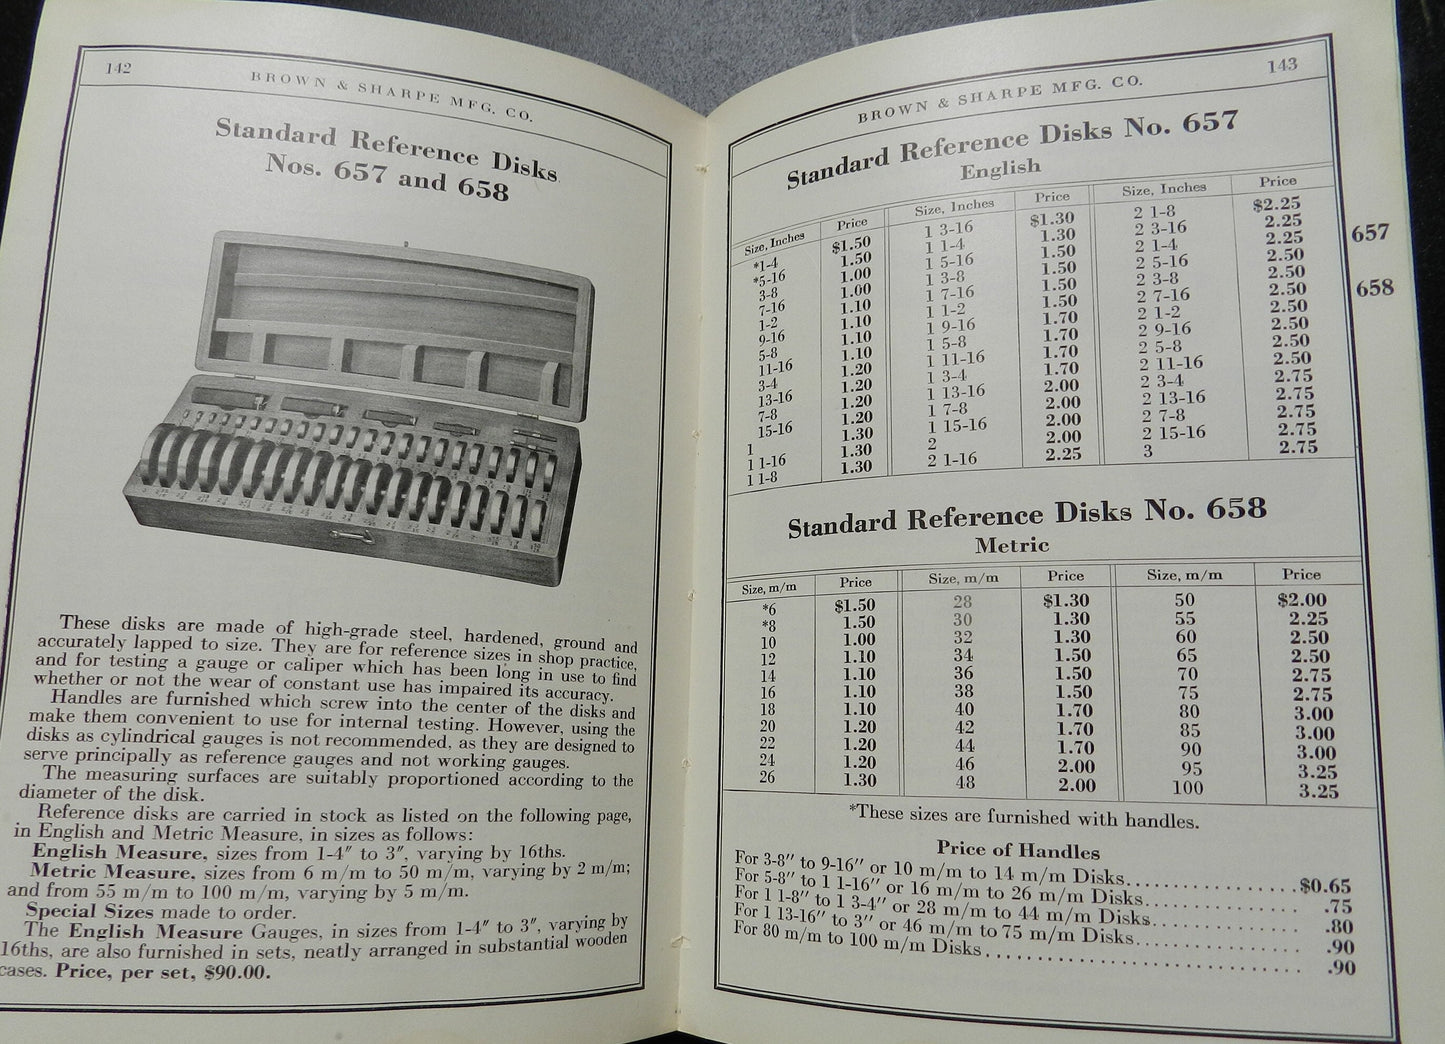 142
BROWN & SHARPE MFG. CO.
Standard Reference Disks
Nos. 657 and 658
These disks are made of high-grade steel, hardened, ground and
accurately lapped to size. They are for reference sizes in shop practice,
and for testing a gauge or caliper which has been long in use to find
whether or not the wear of constant use has impaired its accuracy.
Handles are furnished which screw into the center of the disks and
make them convenient to use for internal testing. However, using the
disks as cylindrical gauges is not recommended, as they are designed to
serve principally as reference gauges and not working gauges.
The measuring surfaces are suitably proportioned according to the
diameter of the disk.
Reference disks are carried in stock as listed on the following page,
in English and Metric Measure, in sizes as follows:
English Measure, sizes from 1-4″ to 3″, varying by 16ths.
Metric Measure, sizes from 6 m/m to 50 m/m, varying by 2 m/m;
and from 55 m/m to 100 m/m, varying by 5 m/m.
Special Sizes made to order.
The English Measure Gauges, in sizes from 1-4″ to 3″, varying by
16ths, are also furnished in sets, neatly arranged in substantial wooden
cases. Price, per set, $90.00.
BROWN & SHARPE MFG. CO. 143
Standard Reference Disks No. 657
English
Size, Inches Price Size, Inches Price Size, Inches Price
*1-4 $1.50 1 3-16 $1.30 2 1-8 $2.25
*5-16 1.50 1 1-4 1.30 2 3-16 2.25
3-8 1.00 1 5-16 1.50 2 1-4 2.25
7-16 1.00 1 3-8 1.50 2 5-16 2.50
1-2 1.10 1 7-16 1.50 2 3-8 2.50
9-16 1.10 1 1-2 1.50 2 7-16 2.50
5-8 1.10 1 9-16 1.70 2 1-2 2.50
11-16 1.10 1 5-8 1.70 2 9-16 2.50
3-4 1.20 1 11-16 1.70 2 5-8 2.50
13-16 1.20 1 3-4 1.70 2 11-16 2.50
7-8 1.20 1 13-16 2.00 2 3-4 2.75
15-16 1.20 1 7-8 2.00 2 13-16 2.75
1 1.30 1 15-16 2.00 2 7-8 2.75
1 1-16 1.30 2 2.00 2 15-16 2.75
1 1-8 1.30 2 1-16 2.25 3 2.75
657
658
Standard Reference Disks No. 658
Metric
Size, m/m Price Size, m/m Price Size, m/m Price
*6 $1.50 28 $1.30 50 $2.00
*8 1.50 30 1.30 55 2.25
10 1.00 32 1.30 60 2.50
12 1.10 34 1.50 65 2.50
14 1.10 36 1.50 70 2.75
16 1.10 38 1.50 75 2.75
18 1.10 40 1.70 80 3.00
20 1.20 42 1.70 85 3.00
22 1.20 44 1.70 90 3.00
24 1.20 46 2.00 95 3.25
26 1.30 48 2.00 100 3.25
*These sizes are furnished with handles.
Price of Handles
For 3-8″ to 9-16″ or 10 m/m to 14 m/m Disks.................$0.65
For 5-8″ to 1 1-16″ or 16 m/m to 26 m/m Disks............... .75
For 1 1-8″ to 1 3-4″ or 28 m/m to 44 m/m Disks.............. .80
For 1 13-16″ to 3″ or 46 m/m to 75 m/m Disks................ .90
For 80 m/m to 100 m/m Disks............................. .90